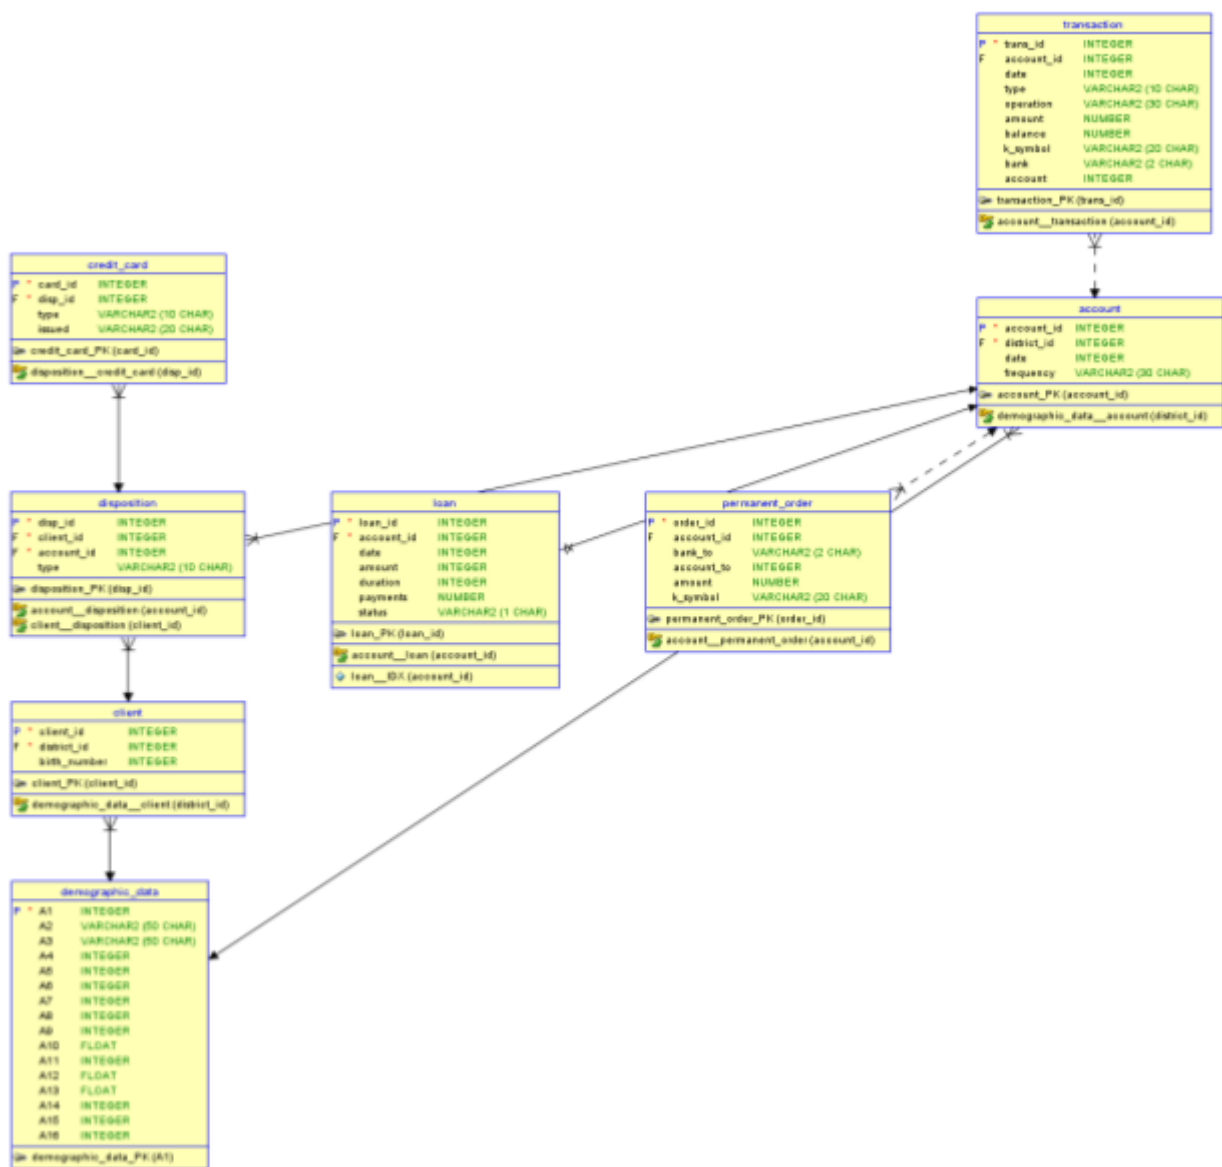 transaction
P * trans_id INTEGER
F account_id INTEGER
date INTEGER
type VARCHAR2 (10 CHAR)
operation VARCHAR2 (30 CHAR)
amount NUMBER
balance NUMBER
k_symbol VARCHAR2 (20 CHAR)
bank VARCHAR2 (2 CHAR)
account INTEGER
transaction_PK (trans_id)
account__transaction (account_id)
credit_card
P * card_id INTEGER
F * disp_id INTEGER
type VARCHAR2 (10 CHAR)
issued VARCHAR2 (20 CHAR)
credit_card_PK (card_id)
disposition__credit_card (disp_id)
account
P * account_id INTEGER
F * district_id INTEGER
date INTEGER
frequency VARCHAR2 (30 CHAR)
account_PK (account_id)
demographic_data__account (district_id)
disposition
P * disp_id INTEGER
F * client_id INTEGER
F * account_id INTEGER
type VARCHAR2 (10 CHAR)
disposition_PK (disp_id)
account__disposition (account_id)
client__disposition (client_id)
loan
P * loan_id INTEGER
F * account_id INTEGER
date INTEGER
amount INTEGER
duration INTEGER
payments NUMBER
status VARCHAR2 (1 CHAR)
loan_PK (loan_id)
account__loan (account_id)
loan__IDX (account_id)
permanent_order
P * order_id INTEGER
F account_id INTEGER
bank_to VARCHAR2 (2 CHAR)
account_to INTEGER
amount NUMBER
k_symbol VARCHAR2 (20 CHAR)
permanent_order_PK (order_id)
account__permanent_order (account_id)
client
P * client_id INTEGER
F * district_id INTEGER
birth_number INTEGER
client_PK (client_id)
demographic_data__client (district_id)
demographic_data
P * A1 INTEGER
A2 VARCHAR2 (50 CHAR)
A3 VARCHAR2 (50 CHAR)
A4 INTEGER
A5 INTEGER
A6 INTEGER
A7 INTEGER
A8 INTEGER
A9 INTEGER
A10 FLOAT
A11 INTEGER
A12 FLOAT
A13 FLOAT
A14 INTEGER
A15 INTEGER
A16 INTEGER
demographic_data_PK (A1)